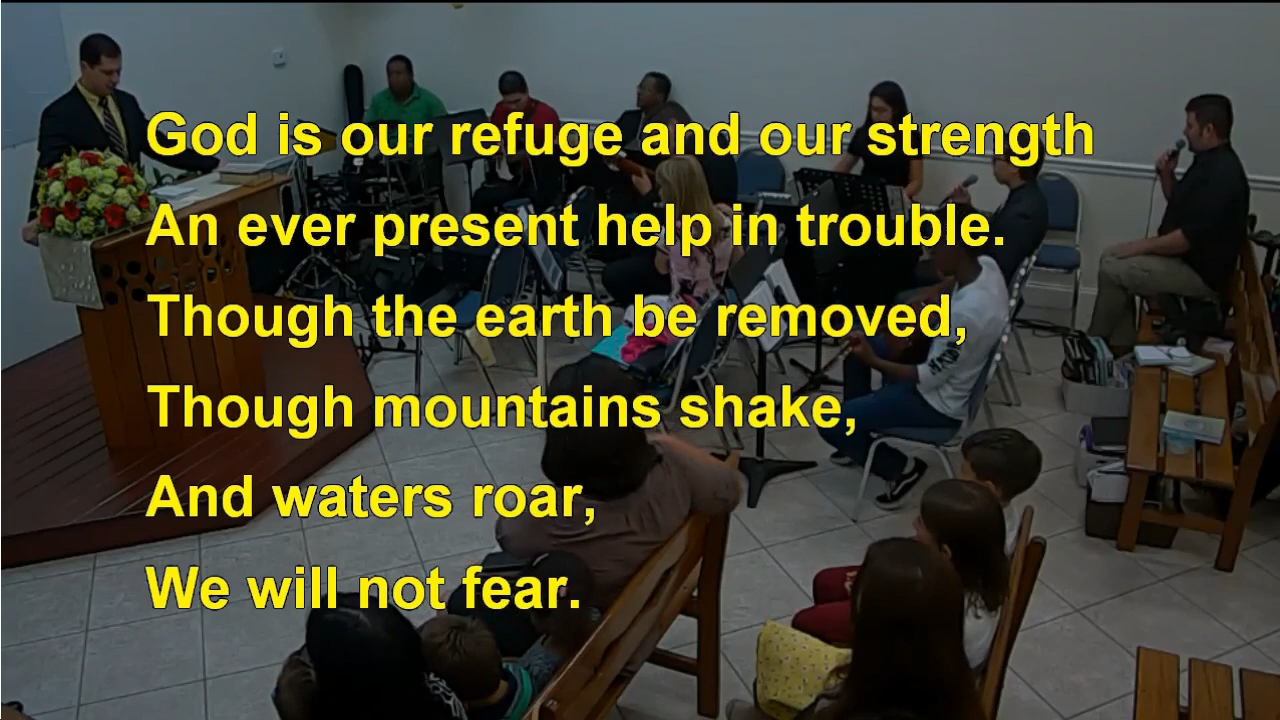 God is our refuge and our strength
An ever present help in trouble.
Though the earth be removed,
Though mountains shake,
And waters roar,
We will not fear.